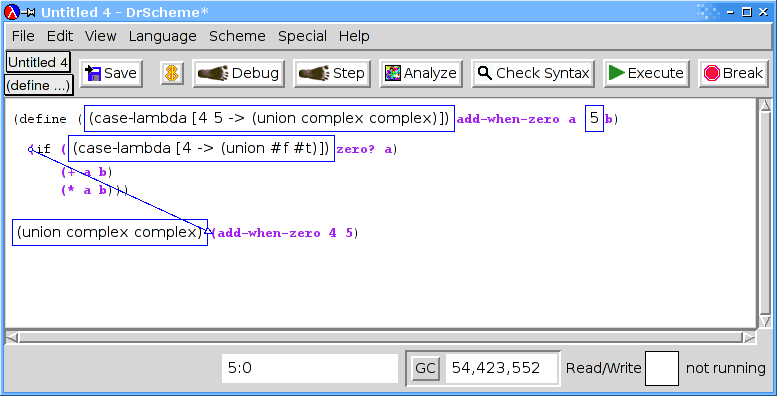 Untitled 4 - DrScheme*
File Edit View Language Scheme Special Help
Untitled 4
(define ...)
Save Debug Step Analyze Check Syntax Execute Break
(define ( (case-lambda [4 5 -> (union complex complex)]) add-when-zero a 5 b)
(if ( (case-lambda [4 -> (union #f #t)]) zero? a)
(+ a b)
(* a b)))
(union complex complex) (add-when-zero 4 5)
5:0 GC 54,423,552 Read/Write not running